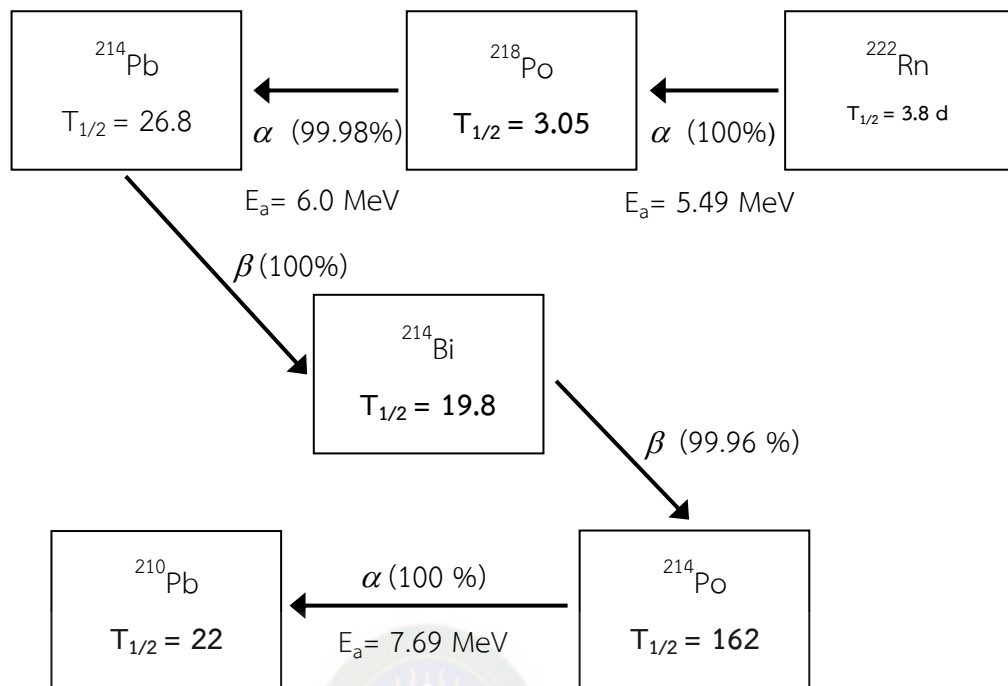 ²¹⁴Pb
T₁/₂ = 26.8
²¹⁸Po
T₁/₂ = 3.05
²²²Rn
T₁/₂ = 3.8 d
α (99.98%)
α (100%)
Eₐ= 6.0 MeV
Eₐ= 5.49 MeV
β (100%)
²¹⁴Bi
T₁/₂ = 19.8
β (99.96 %)
²¹⁰Pb
T₁/₂ = 22
α (100 %)
Eₐ= 7.69 MeV
²¹⁴Po
T₁/₂ = 162